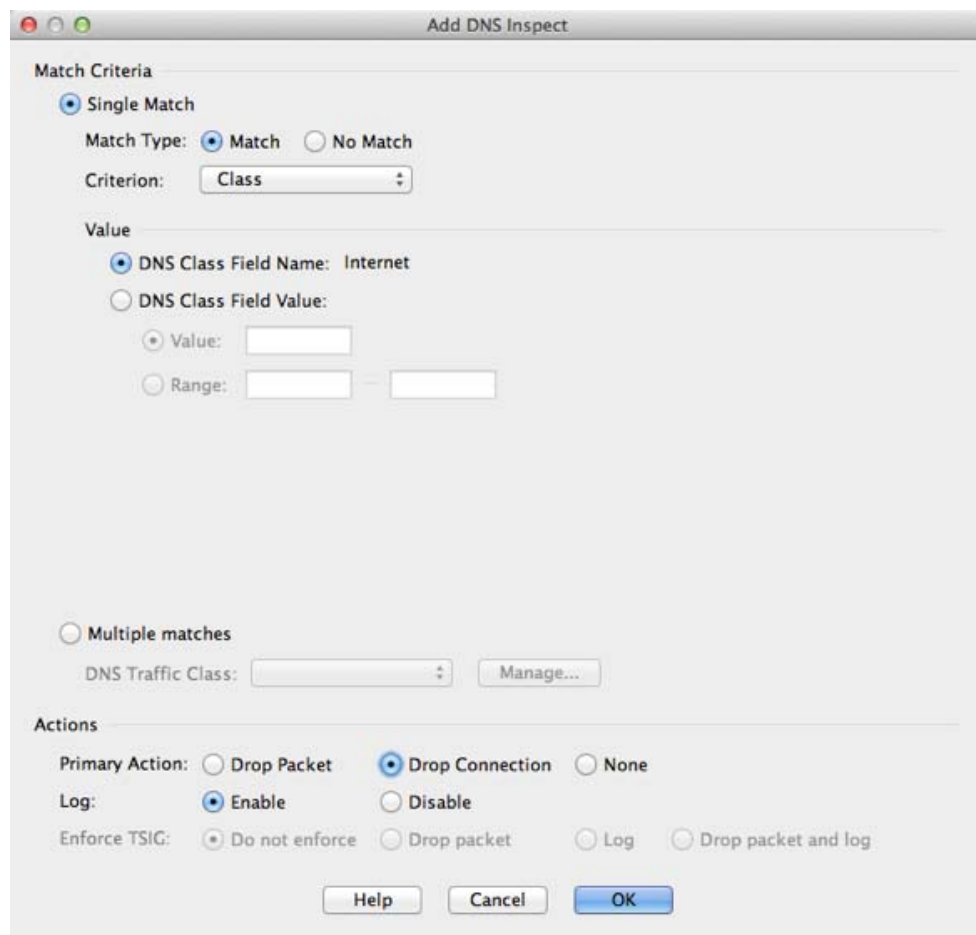 Add DNS Inspect
Match Criteria
Single Match
Match Type: Match No Match
Criterion: Class
Value
DNS Class Field Name: Internet
DNS Class Field Value:
Value:
Range: –
Multiple matches
DNS Traffic Class: Manage...
Actions
Primary Action: Drop Packet Drop Connection None
Log: Enable Disable
Enforce TSIG: Do not enforce Drop packet Log Drop packet and log
Help Cancel OK